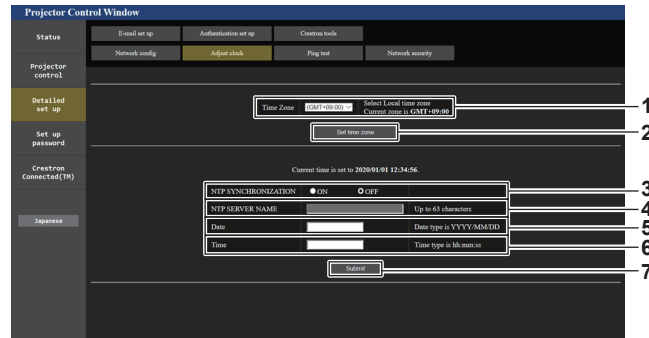 Projector Control Window
Status
E-mail set up
Authentication set up
Crestron tools
Network config
Adjust clock
Ping test
Network security
Projector
control
Detailed
set up
Set up
password
Crestron
Connected(TM)
Japanese
Time Zone
(GMT+09:00)
Select Local time zone
Current zone is GMT+09:00
1
Set time zone
2
Current time is set to 2020/01/01 12:34:56.
NTP SYNCHRONIZATION ON OFF
3
NTP SERVER NAME Up to 63 characters
4
Date Date type is YYYY/MM/DD
5
Time Time type is hh:mm:ss
6
Submit
7